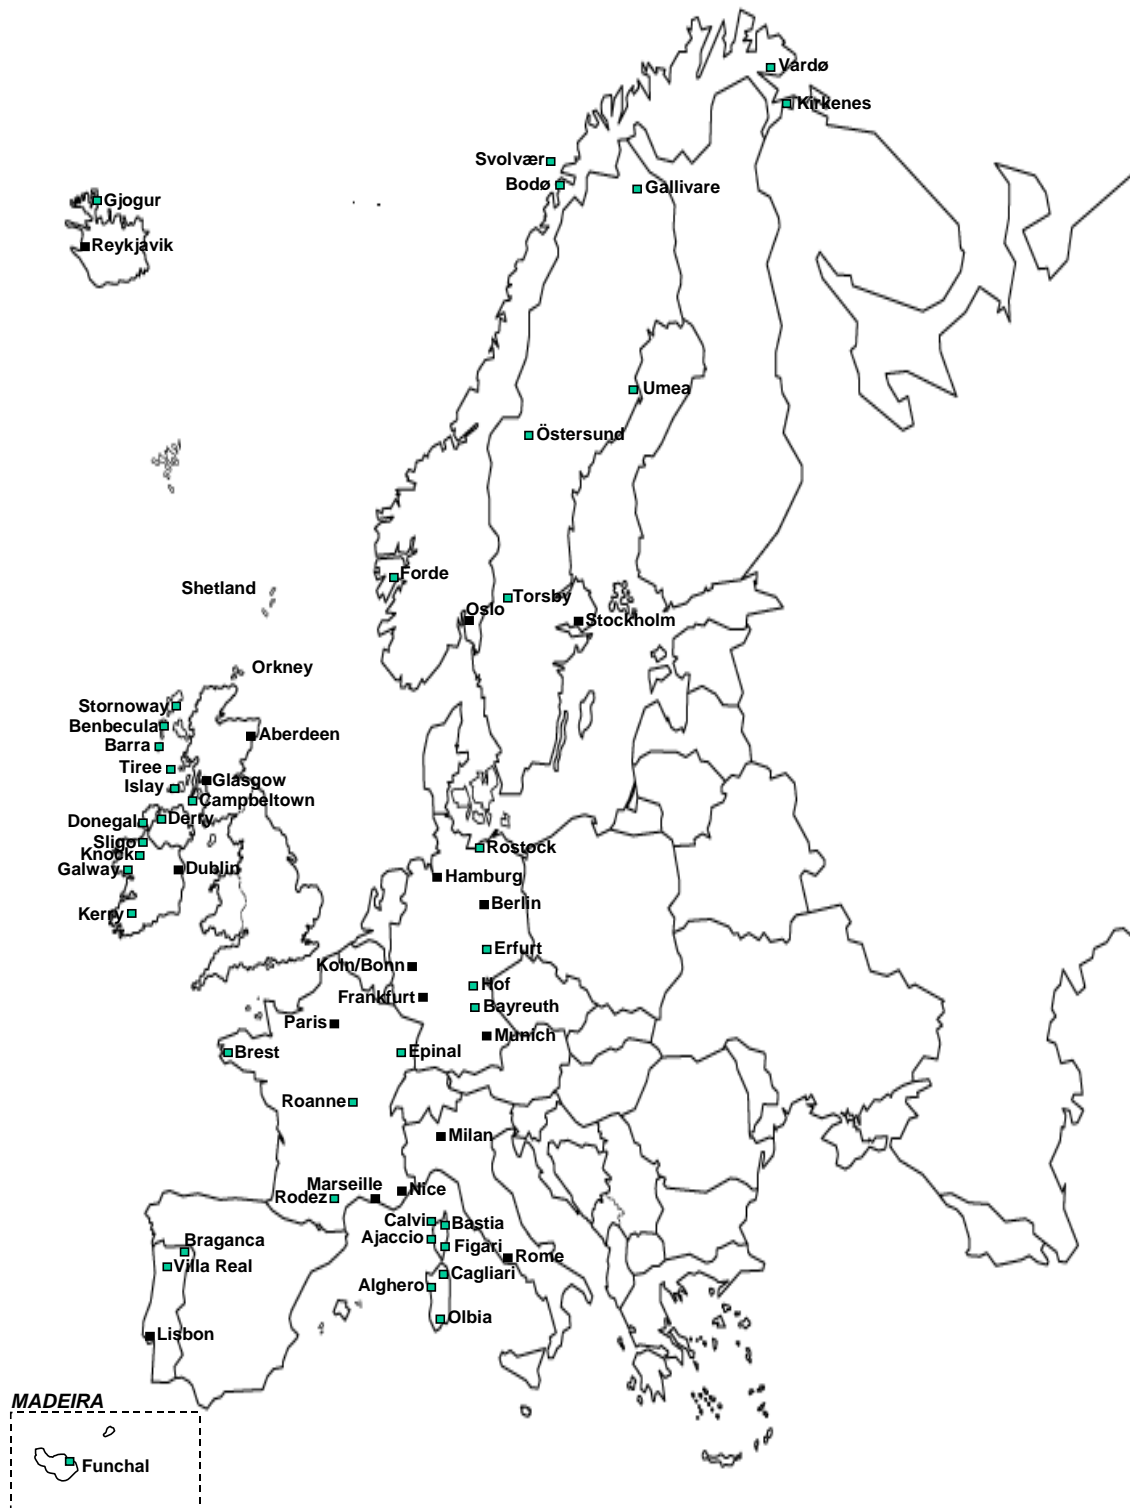 Vardø
Kirkenes
Svolvær
Bodø
Gallivare
Gjogur
Reykjavik
Umea
Östersund
Forde
Shetland
Torsby
Oslo
Stockholm
Orkney
Stornoway
Benbecula
Aberdeen
Barra
Tiree
Glasgow
Islay
Campbeltown
Donegal
Derry
Sligo
Rostock
Knock
Galway
Dublin
Hamburg
Berlin
Kerry
Erfurt
Koln/Bonn
Hof
Frankfurt
Bayreuth
Paris
Munich
Brest
Epinal
Roanne
Milan
Marseille
Nice
Rodez
Calvi
Bastia
Ajaccio
Braganca
Figari
Rome
Villa Real
Cagliari
Alghero
Olbia
Lisbon
MADEIRA
Funchal